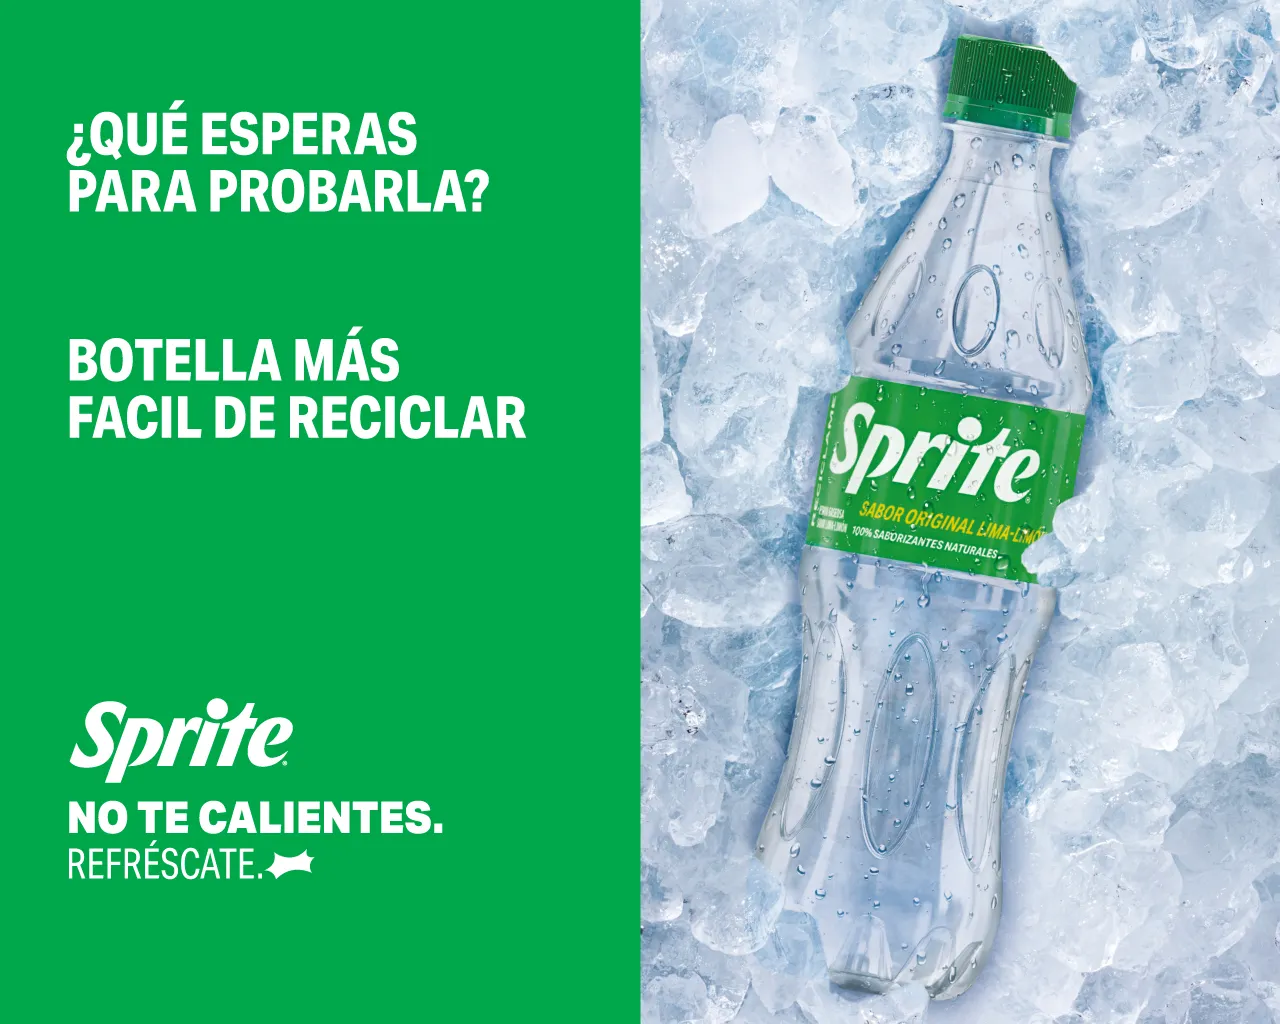 ¿QUÉ ESPERAS
PARA PROBARLA?
BOTELLA MÁS
FACIL DE RECICLAR
Sprite
NO TE CALIENTES.
REFRÉSCATE.
Sprite
SABOR ORIGINAL LIMA-LIMÓN
100% SABORIZANTES NATURALES